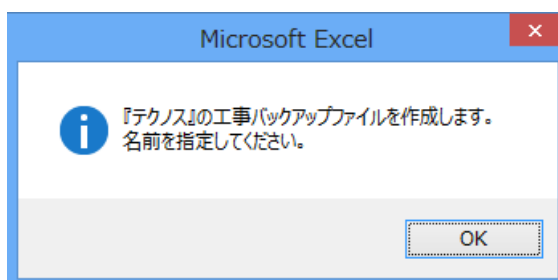 Microsoft Excel
『テクノス』の工事バックアップファイルを作成します。
名前を指定してください。
OK